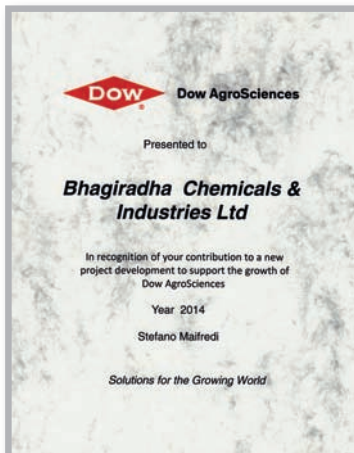 DOW
®
Dow AgroSciences
Presented to
Bhagiradha Chemicals &
Industries Ltd
In recognition of your contribution to a new
project development to support the growth of
Dow AgroSciences
Year 2014
Stefano Maifredi
Solutions for the Growing World